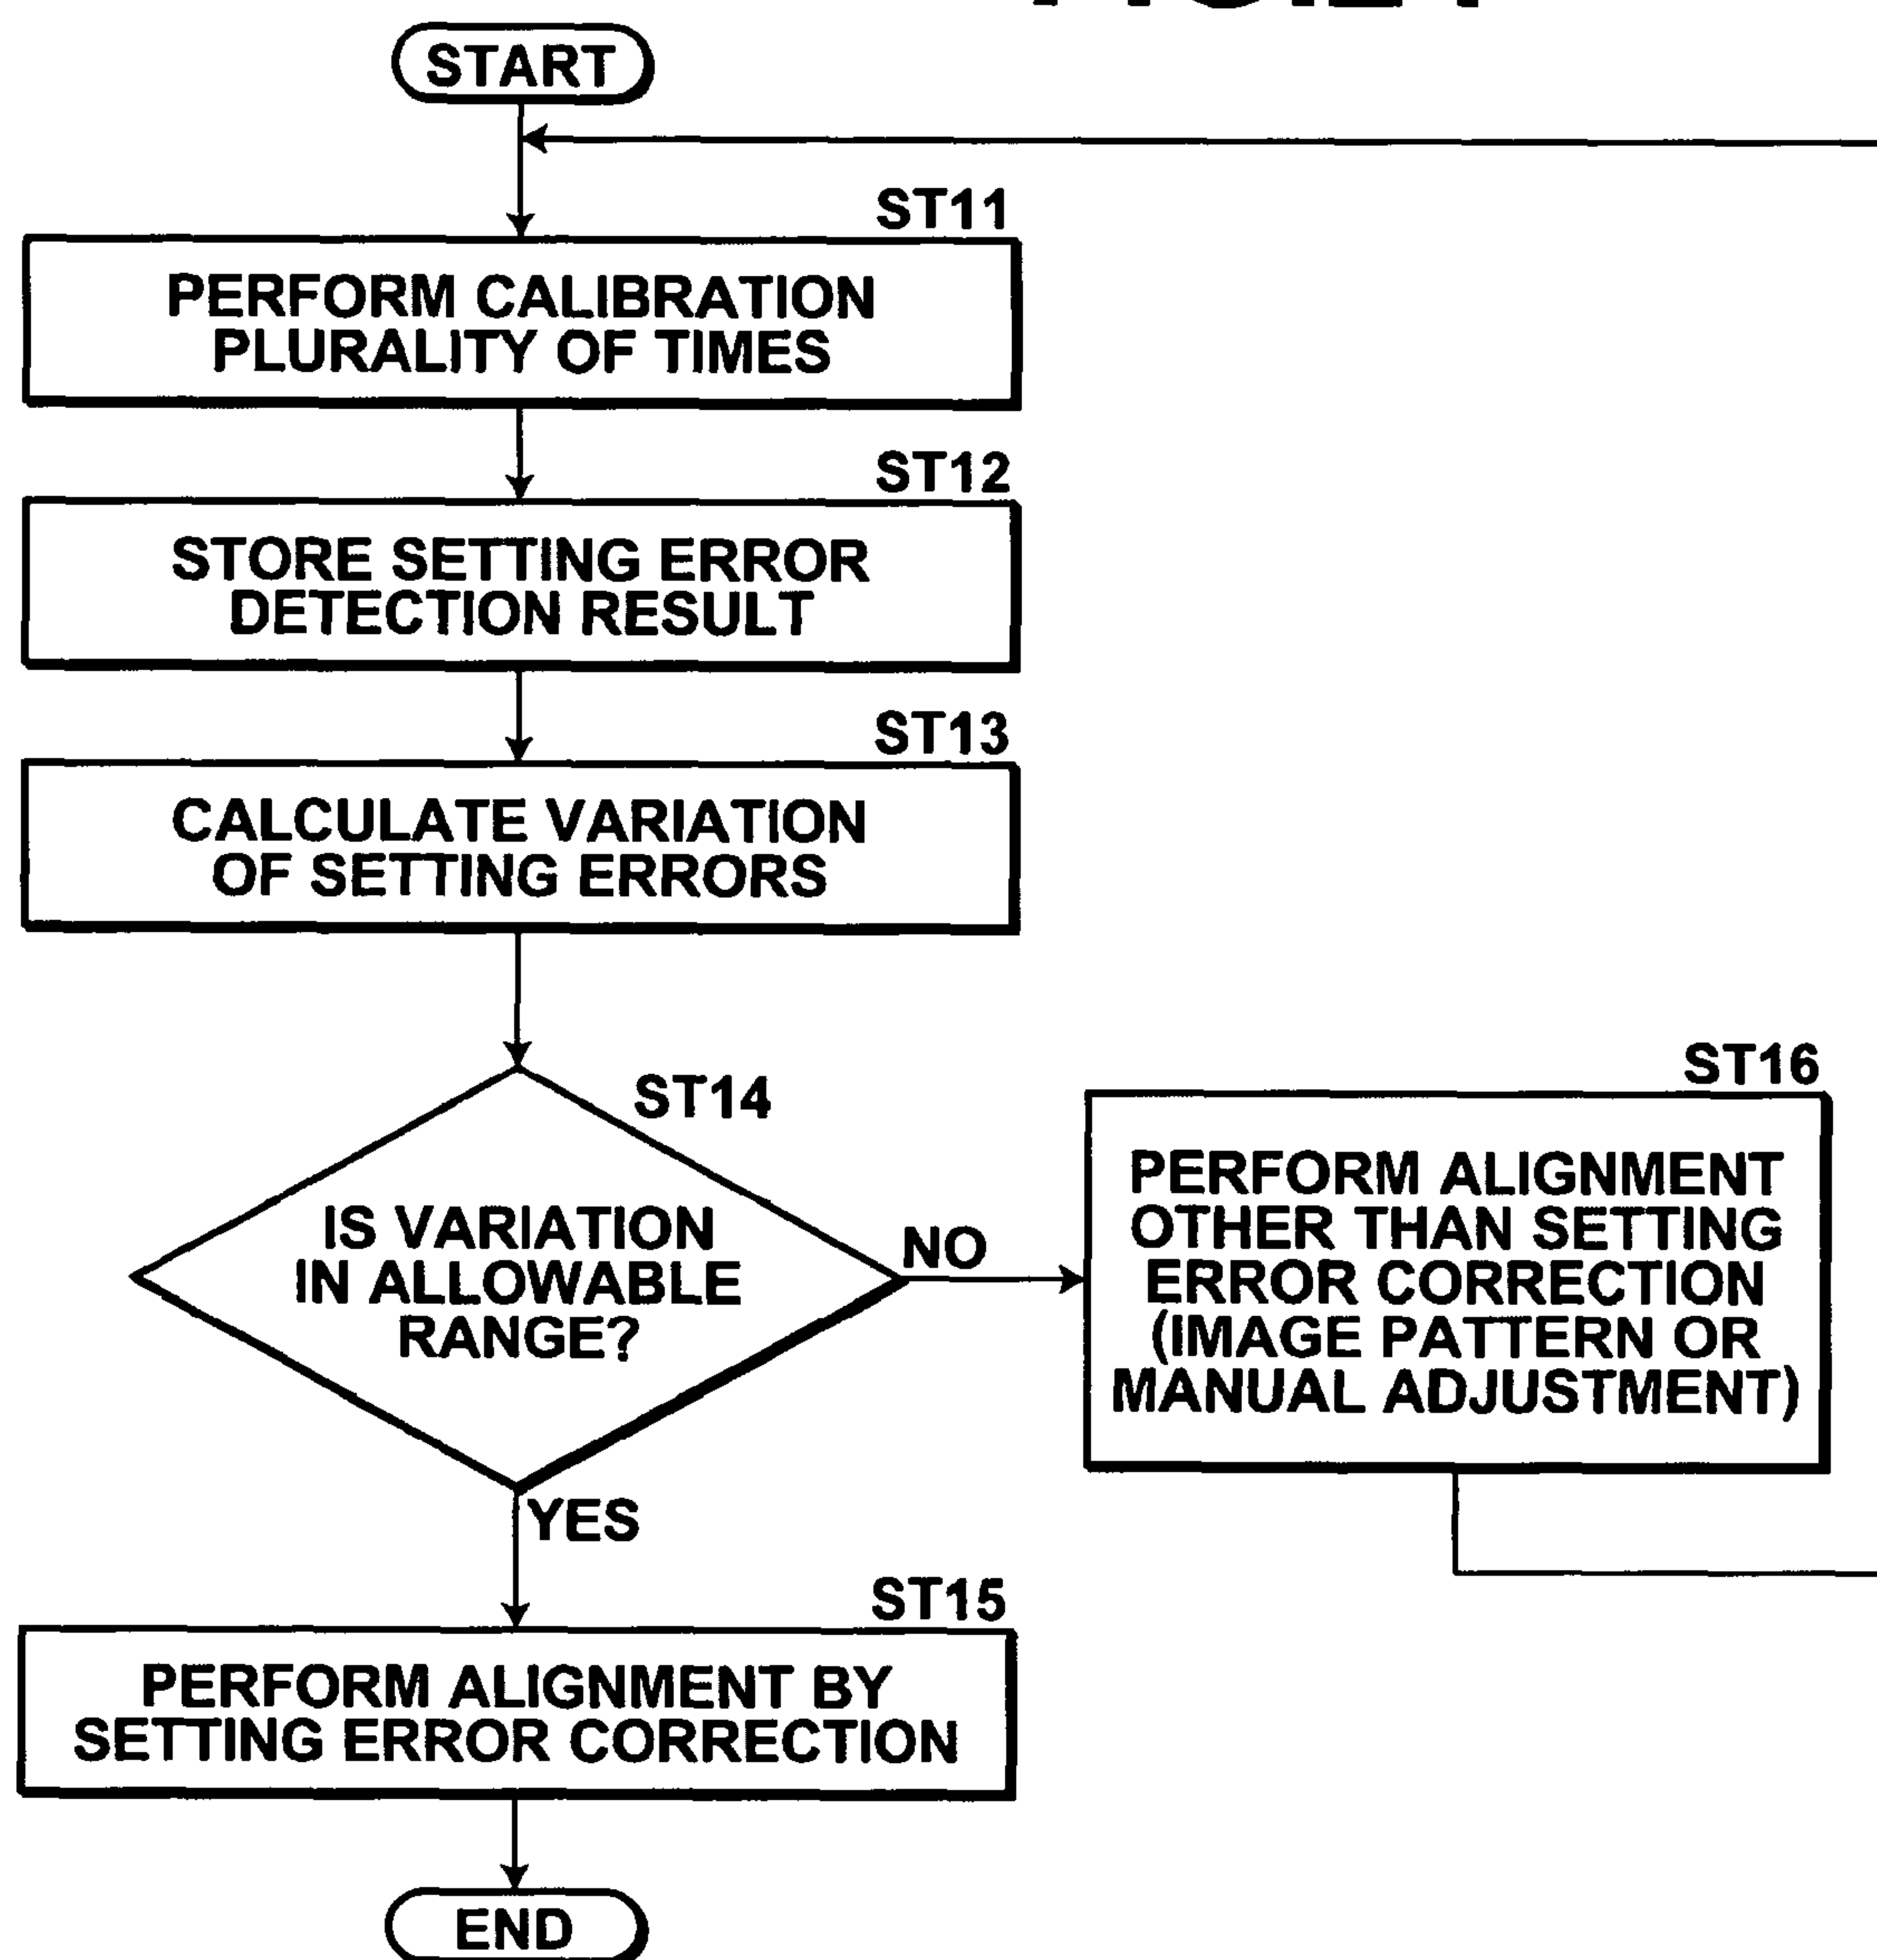 START
ST11
PERFORM CALIBRATION
PLURALITY OF TIMES
ST12
STORE SETTING ERROR
DETECTION RESULT
ST13
CALCULATE VARIATION
OF SETTING ERRORS
ST14
IS VARIATION
IN ALLOWABLE
RANGE?
NO
YES
ST16
PERFORM ALIGNMENT
OTHER THAN SETTING
ERROR CORRECTION
(IMAGE PATTERN OR
MANUAL ADJUSTMENT)
ST15
PERFORM ALIGNMENT BY
SETTING ERROR CORRECTION
END